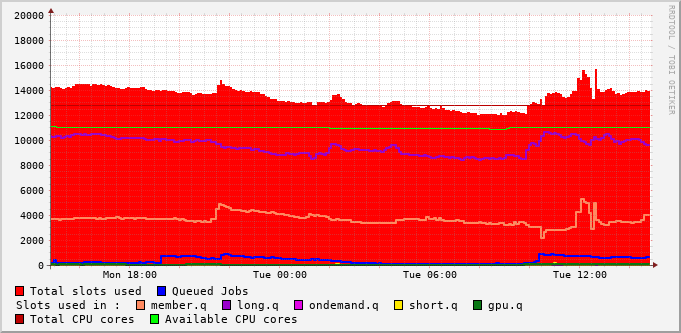 20000
18000
16000
14000
12000
10000
8000
6000
4000
2000
0
Mon 18:00 Tue 00:00 Tue 06:00 Tue 12:00
RRDTOOL / TOBI OETIKER
Total slots used Queued Jobs
Slots used in : member.q long.q ondemand.q short.q gpu.q
Total CPU cores Available CPU cores